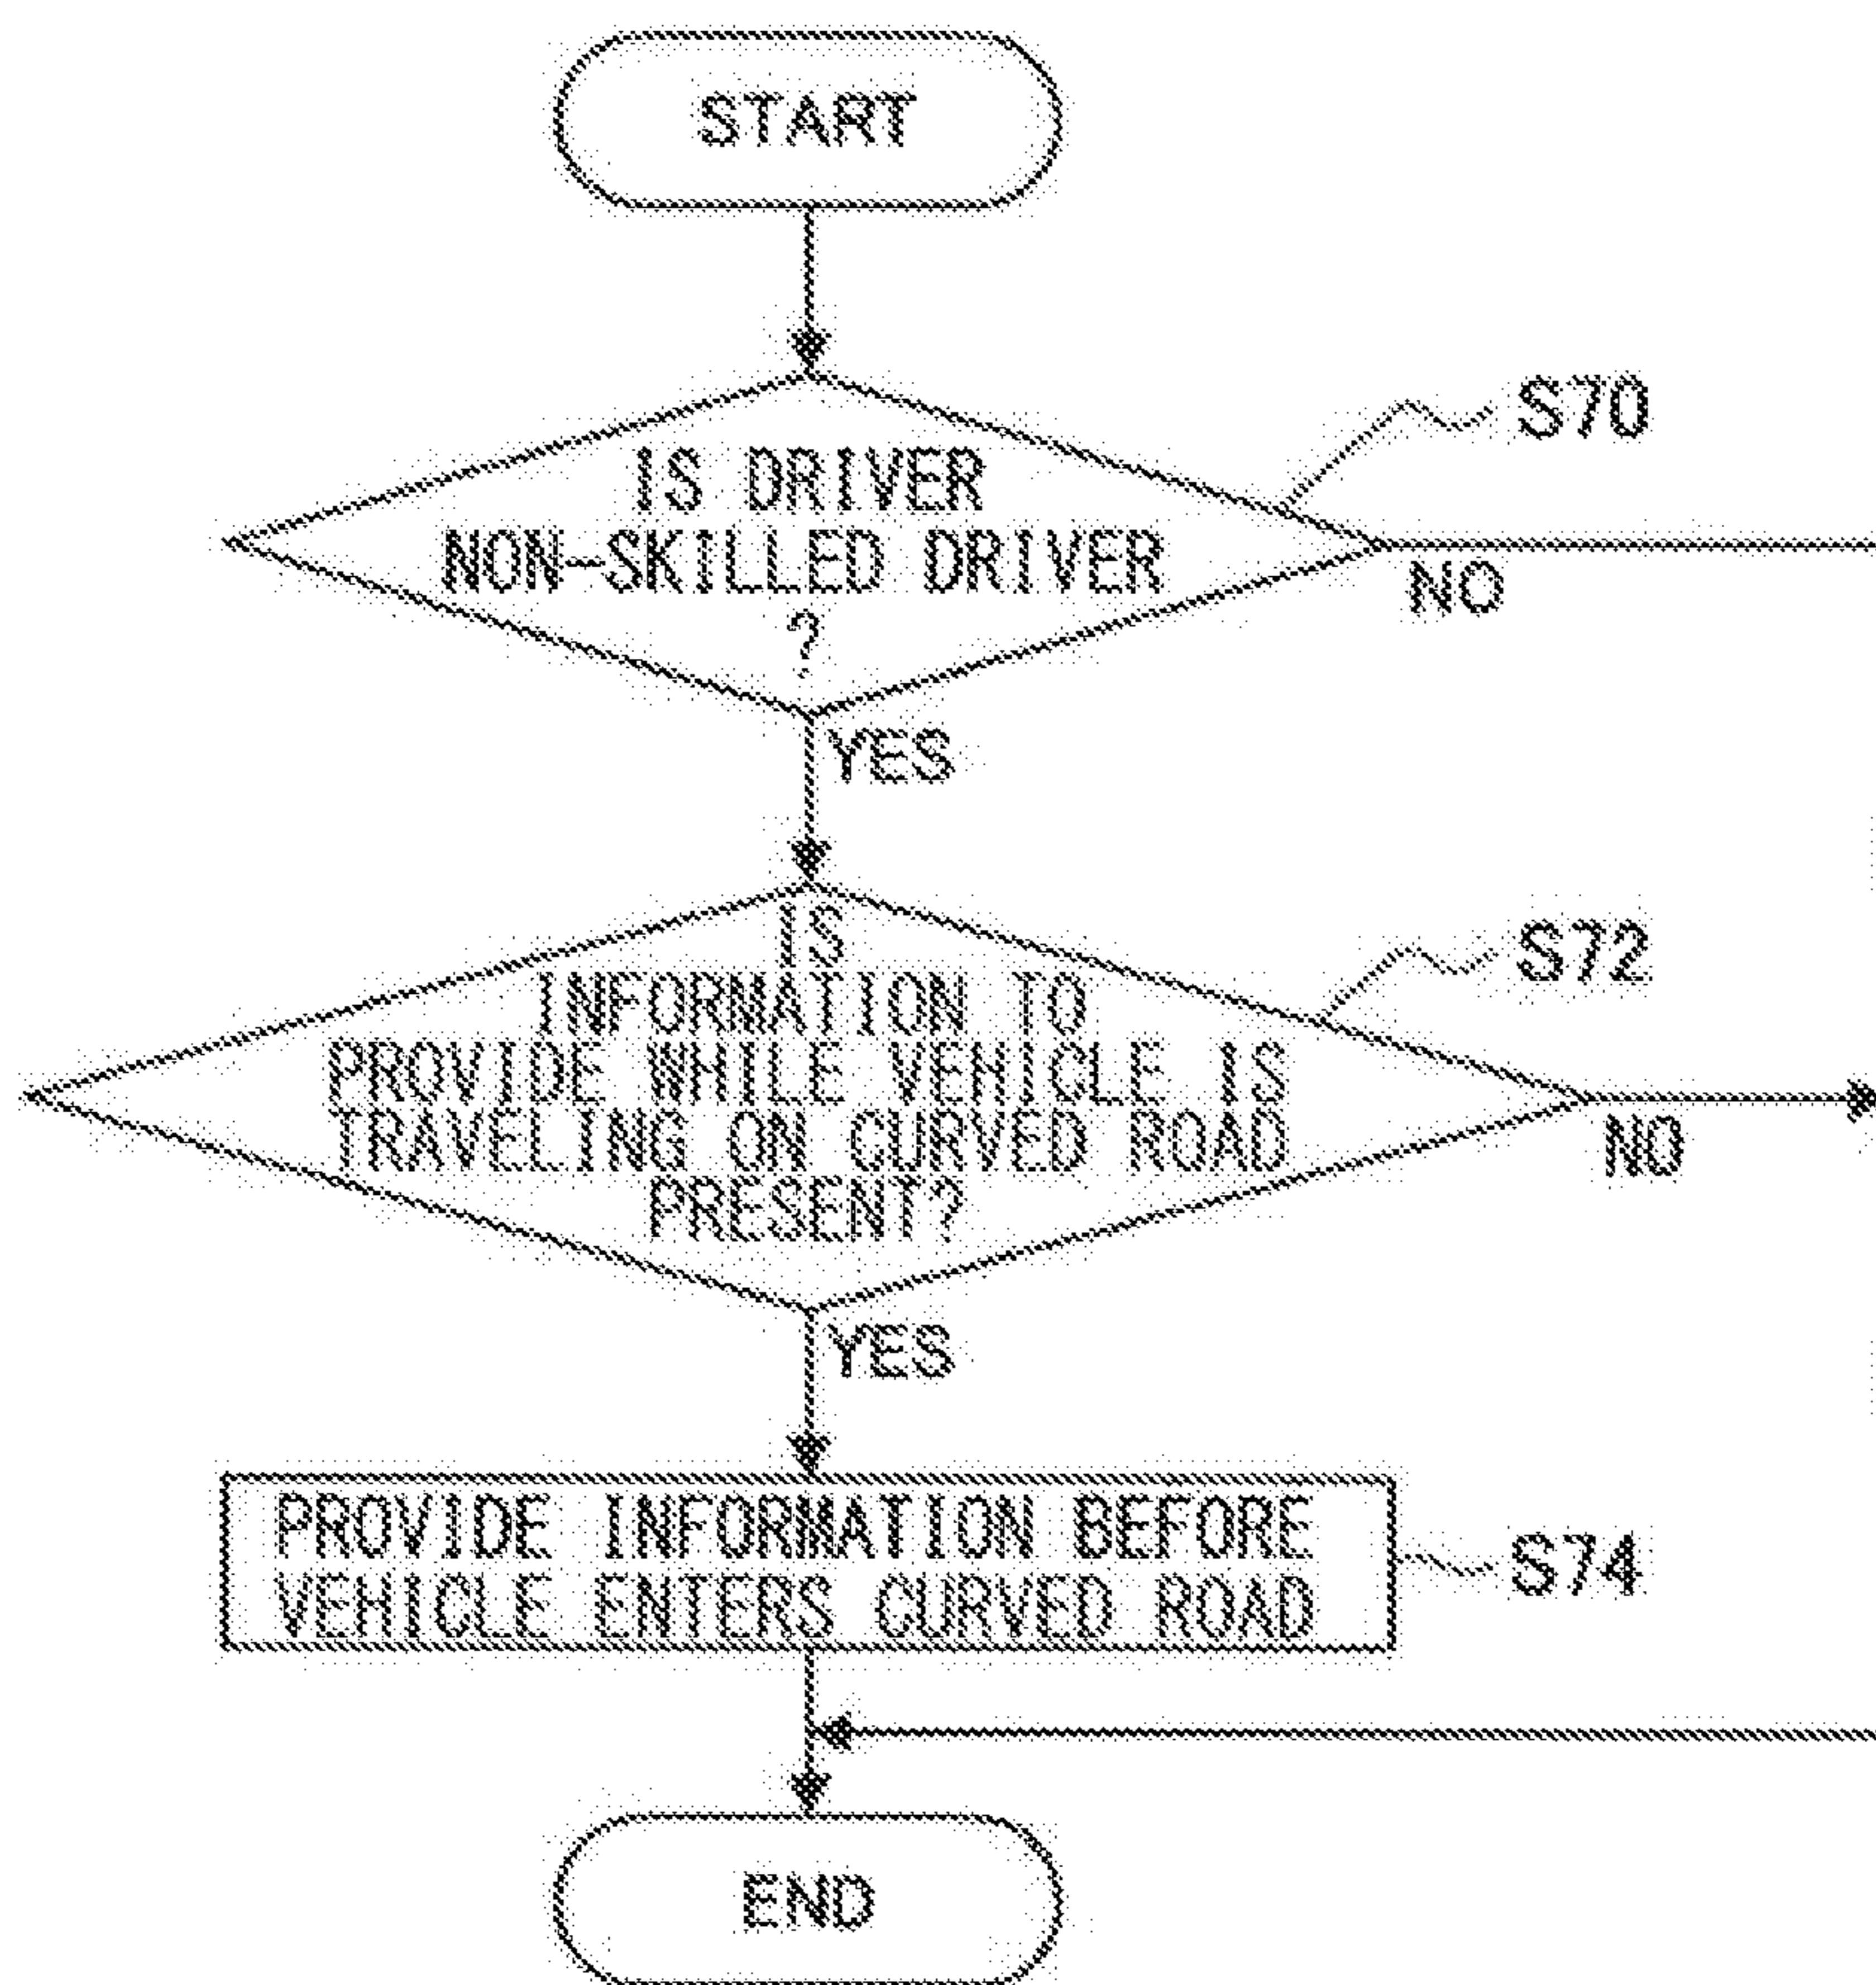 START
S70
IS DRIVER
NON-SKILLED DRIVER
?
NO
YES
S72
IS
INFORMATION TO
PROVIDE WHILE VEHICLE IS
TRAVELING ON CURVED ROAD
PRESENT?
NO
YES
PROVIDE INFORMATION BEFORE
VEHICLE ENTERS CURVED ROAD
S74
END